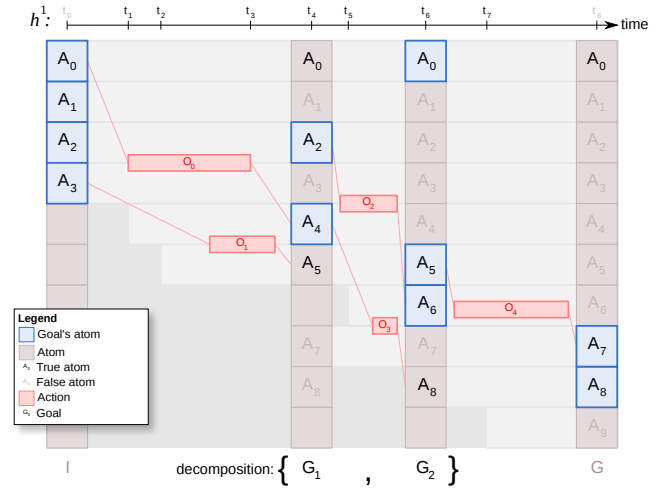 h¹: t₀ t₁ t₂ t₃ t₄ t₅ t₆ t₇ t₈ time
A₀ A₀ A₀ A₀
A₁ A₁ A₁ A₁
A₂ A₂ A₂ A₂
O₀
A₃ A₃ A₃ A₃
O₂
A₄ A₄ A₄
O₁
A₅ A₅ A₅
A₆ A₆
O₄
O₃
A₇ A₇ A₇
A₈ A₈ A₈
A₉
Legend
Goal's atom
Atom
A₀ True atom
A₀ False atom
Action
G₀ Goal
I decomposition: { G₁ , G₂ } G